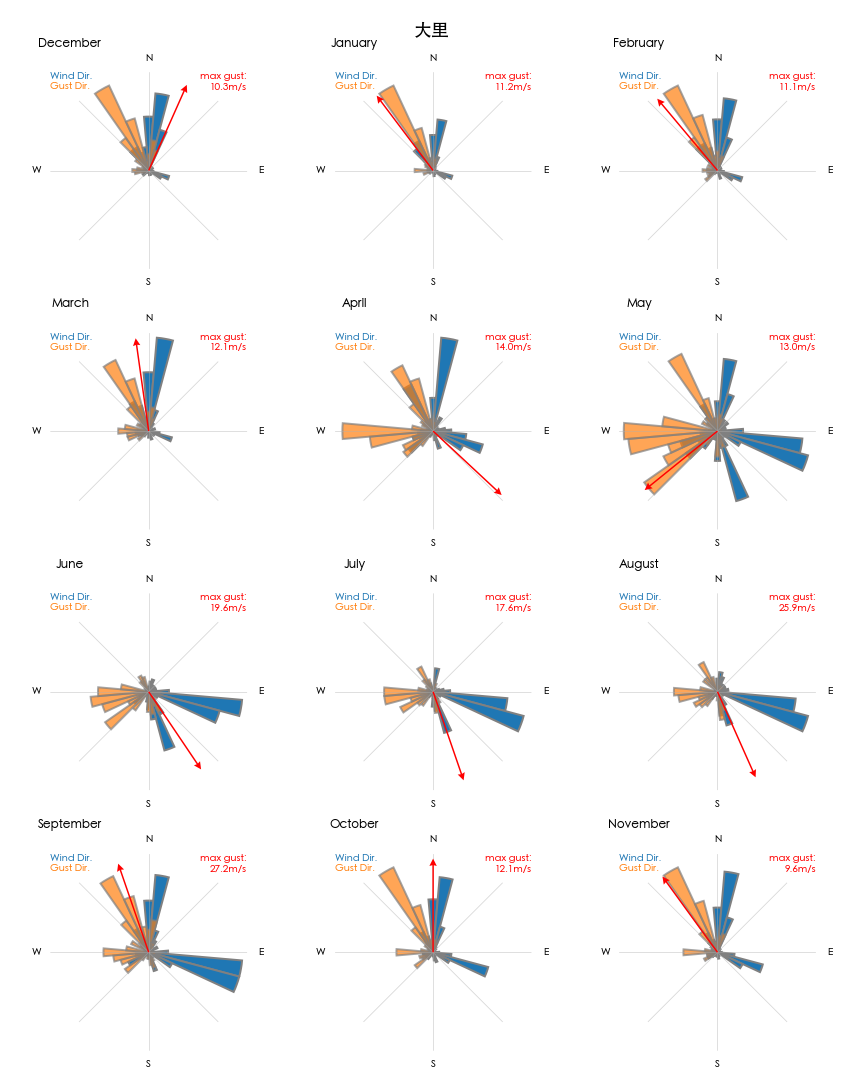 大里
December
N
Wind Dir.
Gust Dir.
max gust:
10.3m/s
W
E
S
January
N
Wind Dir.
Gust Dir.
max gust:
11.2m/s
W
E
S
February
N
Wind Dir.
Gust Dir.
max gust:
11.1m/s
W
E
S
March
N
Wind Dir.
Gust Dir.
max gust:
12.1m/s
W
E
S
April
N
Wind Dir.
Gust Dir.
max gust:
14.0m/s
W
E
S
May
N
Wind Dir.
Gust Dir.
max gust:
13.0m/s
W
E
S
June
N
Wind Dir.
Gust Dir.
max gust:
19.6m/s
W
E
S
July
N
Wind Dir.
Gust Dir.
max gust:
17.6m/s
W
E
S
August
N
Wind Dir.
Gust Dir.
max gust:
25.9m/s
W
E
S
September
N
Wind Dir.
Gust Dir.
max gust:
27.2m/s
W
E
S
October
N
Wind Dir.
Gust Dir.
max gust:
12.1m/s
W
E
S
November
N
Wind Dir.
Gust Dir.
max gust:
9.6m/s
W
E
S